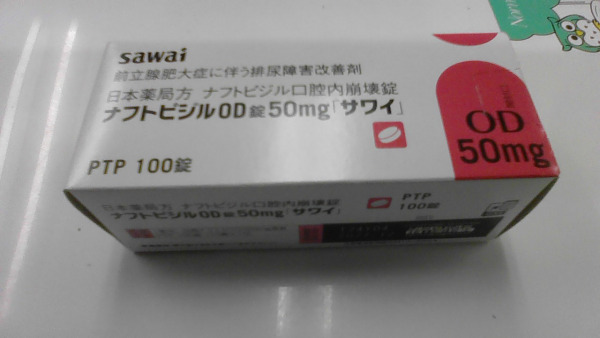 sawai
前立腺肥大症に伴う排尿障害改善剤
日本薬局方 ナフトピジル口腔内崩壊錠
ナフトピジルOD錠50mg「サワイ」
PTP 100錠
OD
50mg
日本薬局方 ナフトピジル口腔内崩壊錠
ナフトピジルOD錠50mg「サワイ」
PTP
100錠